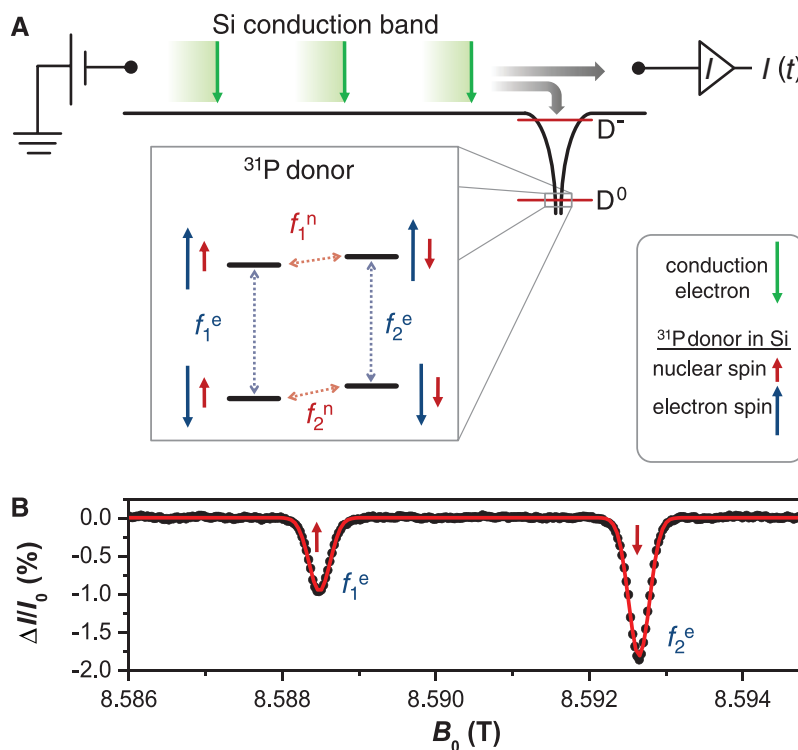 A
Si conduction band
I
I (t)
D⁻
D⁰
³¹P donor
f₁ⁿ
f₁ᵉ
f₂ᵉ
f₂ⁿ
conduction
electron
³¹P donor in Si
nuclear spin
electron spin
B
0.0
-0.5
-1.0
-1.5
-2.0
ΔI/I₀ (%)
f₁ᵉ
f₂ᵉ
8.586
8.588
8.590
8.592
8.594
B₀ (T)